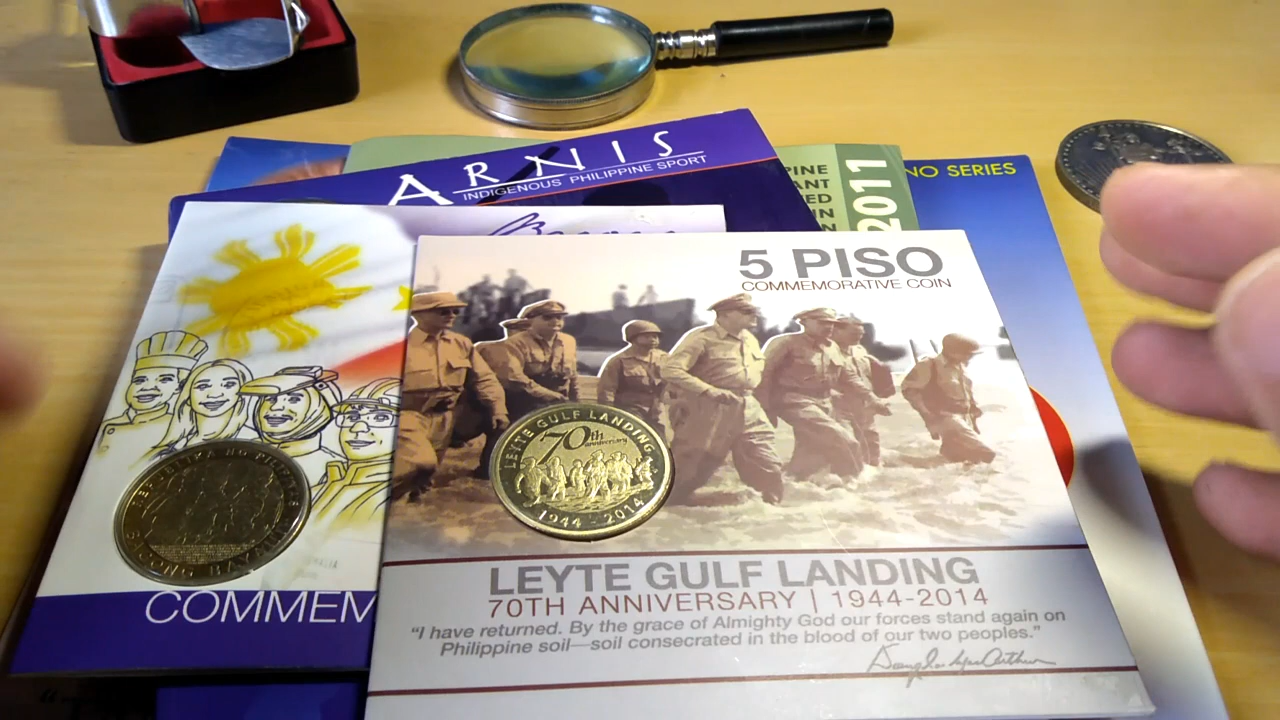 ARNIS
INDIGENOUS PHILIPPINE SPORT
2011
NO SERIES
5 PISO
COMMEMORATIVE COIN
LEYTE GULF LANDING
70th
anniversary
1944 - 2014
COMMEM
LEYTE GULF LANDING
70TH ANNIVERSARY | 1944-2014
“I have returned. By the grace of Almighty God our forces stand again on
Philippine soil—soil consecrated in the blood of our two peoples.”
Douglas MacArthur